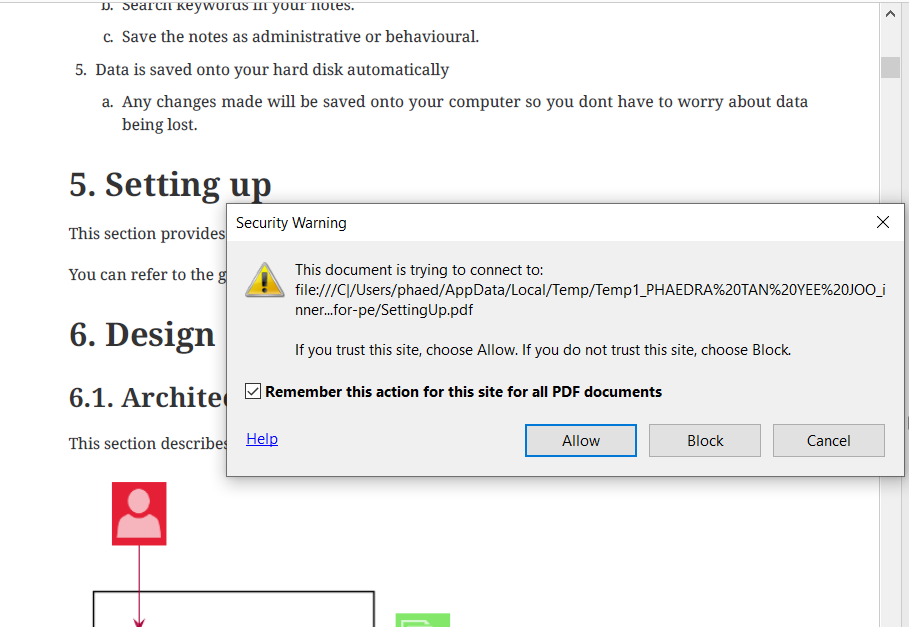 b. Search keywords in your notes.
c. Save the notes as administrative or behavioural.
5. Data is saved onto your hard disk automatically
a. Any changes made will be saved onto your computer so you dont have to worry about data
being lost.
5. Setting up
This section provides
You can refer to the g
6. Design
6.1. Archite
This section describes
Security Warning
This document is trying to connect to:
file:///C|/Users/phaed/AppData/Local/Temp/Temp1_PHAEDRA%20TAN%20YEE%20JOO_i
nner...for-pe/SettingUp.pdf
If you trust this site, choose Allow. If you do not trust this site, choose Block.
Remember this action for this site for all PDF documents
Help
Allow
Block
Cancel